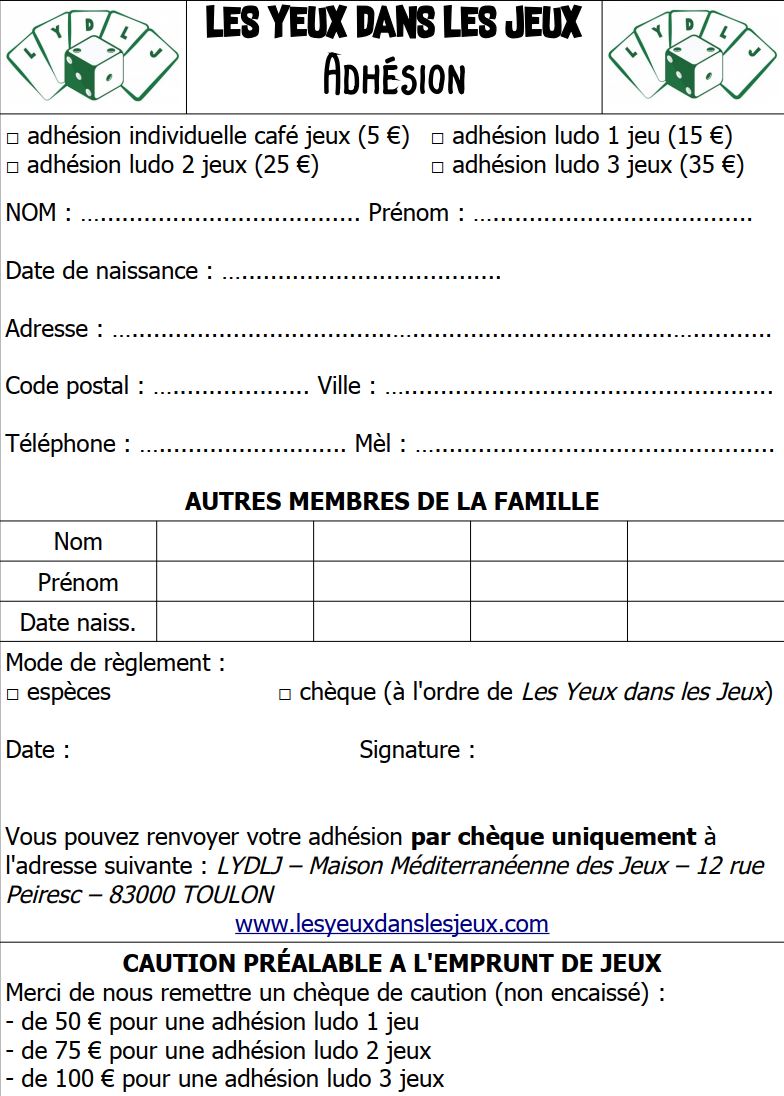 L Y D L J
LES YEUX DANS LES JEUX
ADHÉSION
L Y D L J
□ adhésion individuelle café jeux (5 €) □ adhésion ludo 1 jeu (15 €)
□ adhésion ludo 2 jeux (25 €) □ adhésion ludo 3 jeux (35 €)
NOM : ..................................... Prénom : .....................................
Date de naissance : .....................................
Adresse : ..........................................................................................
Code postal : ...................... Ville : .....................................................
Téléphone : ............................ Mèl : .................................................
AUTRES MEMBRES DE LA FAMILLE
Nom
Prénom
Date naiss.
Mode de règlement :
□ espèces □ chèque (à l'ordre de Les Yeux dans les Jeux)
Date : Signature :
Vous pouvez renvoyer votre adhésion par chèque uniquement à
l'adresse suivante : LYDLJ – Maison Méditerranéenne des Jeux – 12 rue
Peiresc – 83000 TOULON
www.lesyeuxdanslesjeux.com
CAUTION PRÉALABLE A L'EMPRUNT DE JEUX
Merci de nous remettre un chèque de caution (non encaissé) :
- de 50 € pour une adhésion ludo 1 jeu
- de 75 € pour une adhésion ludo 2 jeux
- de 100 € pour une adhésion ludo 3 jeux